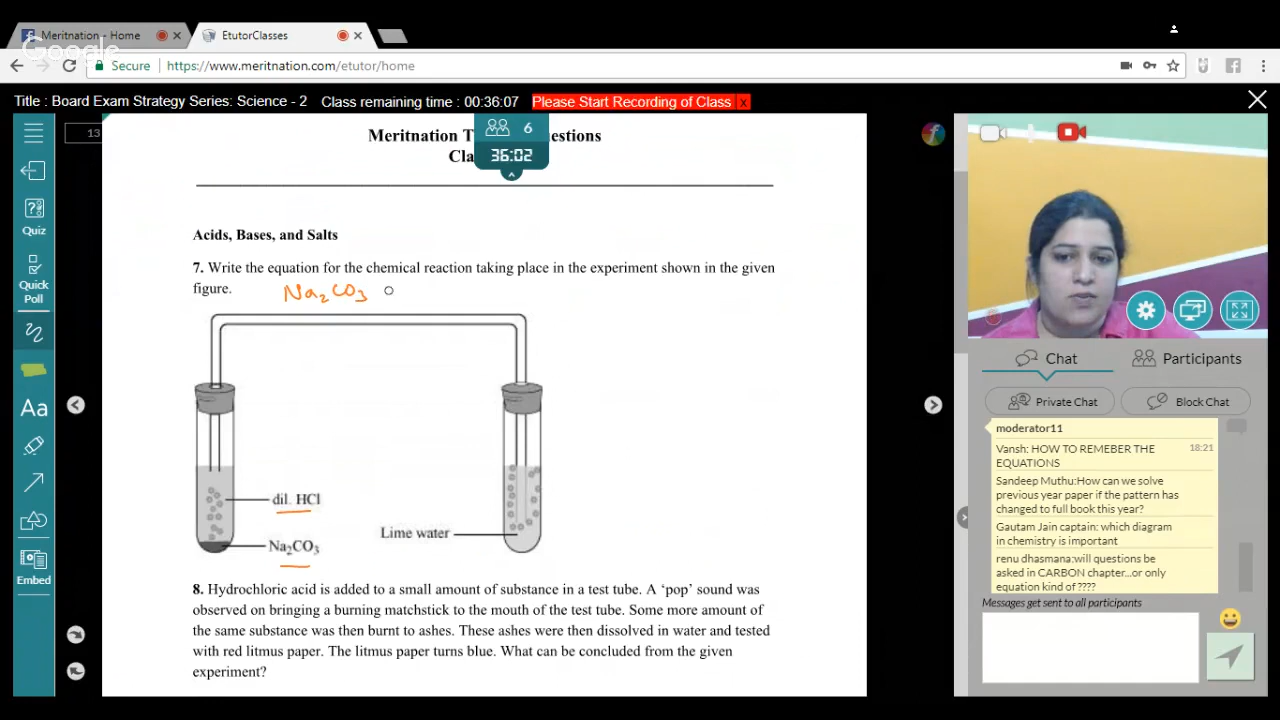 Meritnation - Home
EtutorClasses
Google
Secure https://www.meritnation.com/etutor/home
Title : Board Exam Strategy Series: Science - 2 Class remaining time : 00:36:07 Please Start Recording of Class x
13
6
36:02
Meritnation T estions
Cla
Quiz
Quick
Poll
Aa
Embed
Acids, Bases, and Salts
7. Write the equation for the chemical reaction taking place in the experiment shown in the given
figure. Na2CO3
dil. HCl
Lime water
Na₂CO₃
8. Hydrochloric acid is added to a small amount of substance in a test tube. A ‘pop’ sound was
observed on bringing a burning matchstick to the mouth of the test tube. Some more amount of
the same substance was then burnt to ashes. These ashes were then dissolved in water and tested
with red litmus paper. The litmus paper turns blue. What can be concluded from the given
experiment?
Chat Participants
Private Chat Block Chat
moderator11
Vansh: HOW TO REMEBER THE 18:21
EQUATIONS
Sandeep Muthu:How can we solve
previous year paper if the pattern has
changed to full book this year?
Gautam Jain captain: which diagram
in chemistry is important
renu dhasmana:will questions be
asked in CARBON chapter...or only
equation kind of ????
Messages get sent to all participants